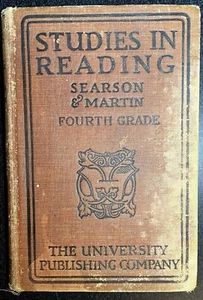 STUDIES IN
READING
SEARSON
& MARTIN
FOURTH GRADE
THE UNIVERSITY
PUBLISHING COMPANY